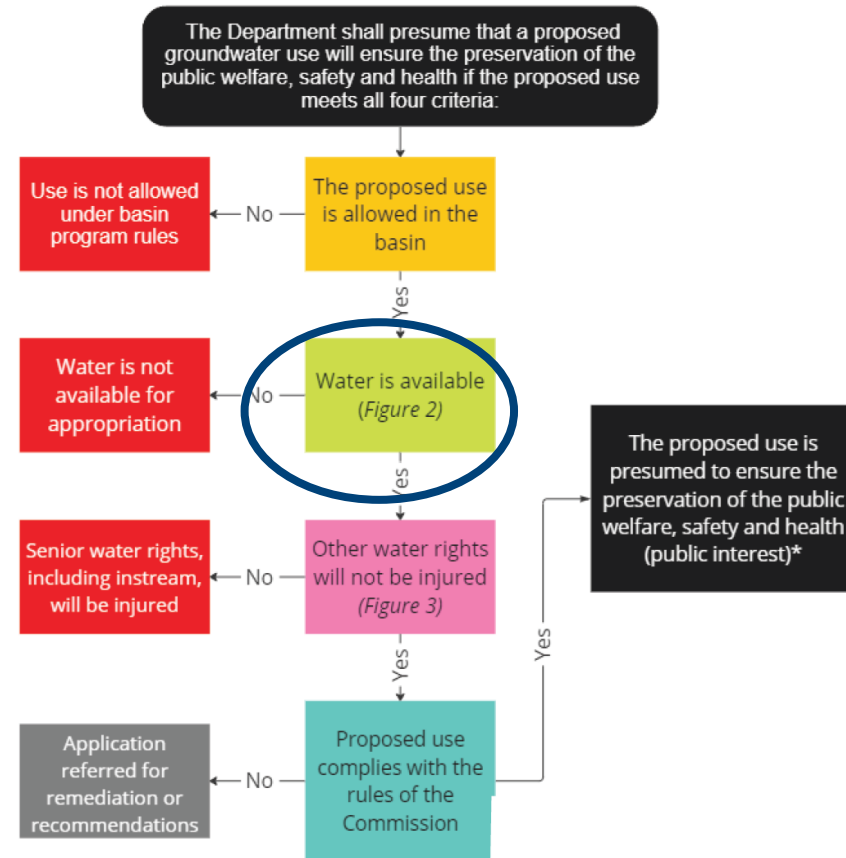 The Department shall presume that a proposed
groundwater use will ensure the preservation of the
public welfare, safety and health if the proposed use
meets all four criteria:
Use is not allowed
under basin
program rules
No
The proposed use
is allowed in the
basin
Yes
Water is not
available for
appropriation
No
Water is available
(Figure 2)
Yes
The proposed use is
presumed to ensure the
preservation of the public
welfare, safety and health
(public interest)*
Senior water rights,
including instream,
will be injured
No
Other water rights
will not be injured
(Figure 3)
Yes
Yes
Application
referred for
remediation or
recommendations
No
Proposed use
complies with the
rules of the
Commission